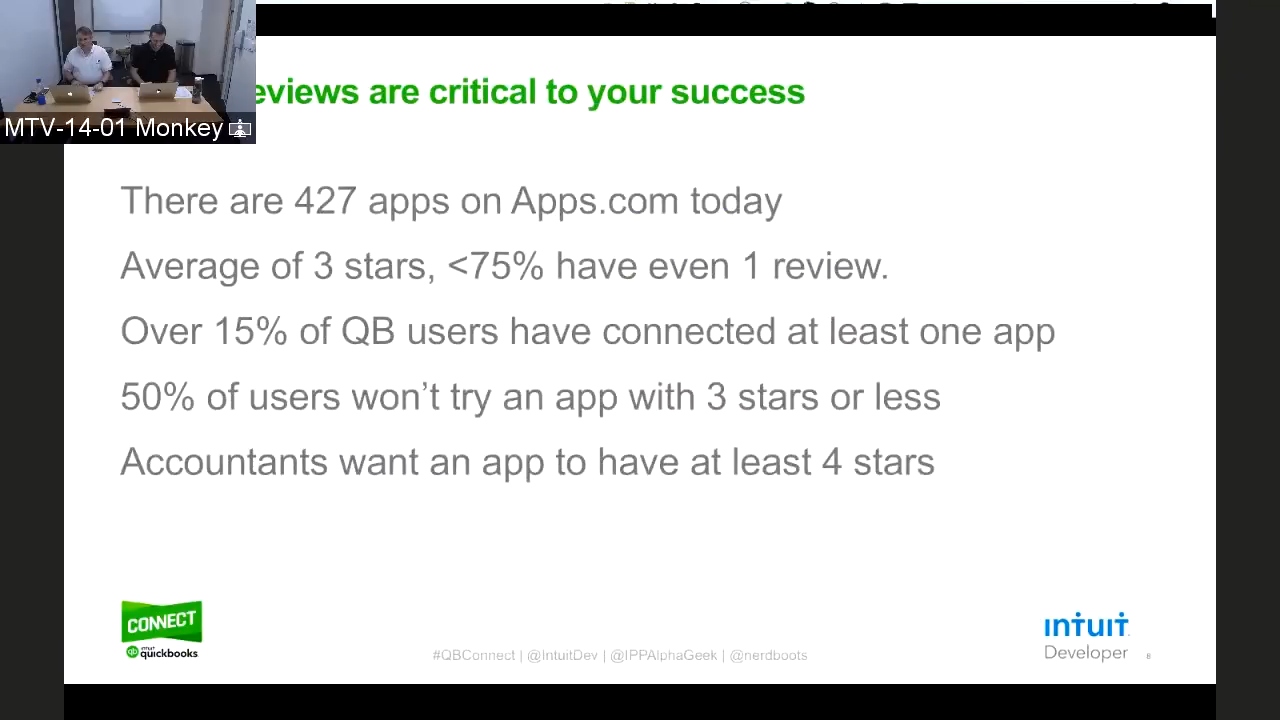 eviews are critical to your success
MTV-14-01 Monkey
There are 427 apps on Apps.com today
Average of 3 stars, <75% have even 1 review.
Over 15% of QB users have connected at least one app
50% of users won’t try an app with 3 stars or less
Accountants want an app to have at least 4 stars
CONNECT
qb intuit quickbooks
#QBConnect | @IntuitDev | @IPPAlphaGeek | @nerdboots
intuit
Developer
8